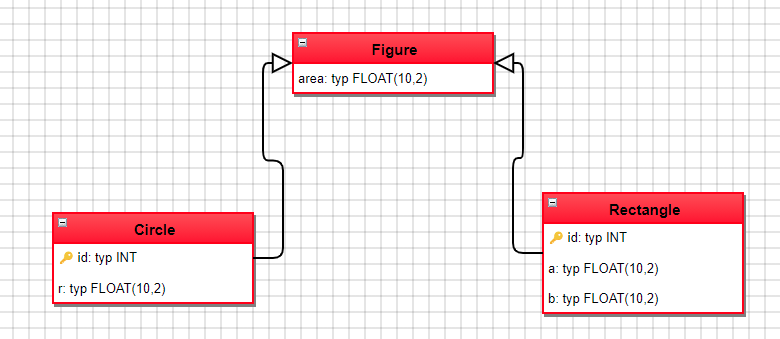 Figure
area: typ FLOAT(10,2)
Circle
id: typ INT
r: typ FLOAT(10,2)
Rectangle
id: typ INT
a: typ FLOAT(10,2)
b: typ FLOAT(10,2)